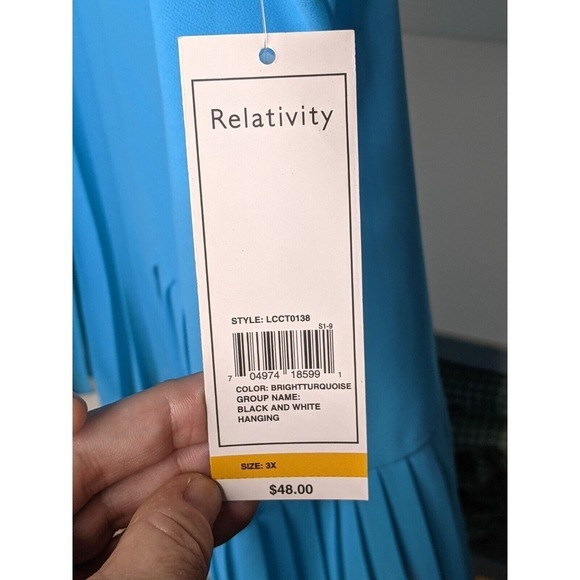 Relativity
STYLE: LCCT0138
S1-9
7 04974 18599 1
COLOR: BRIGHTTURQUOISE
GROUP NAME:
BLACK AND WHITE
HANGING
SIZE: 3X
$48.00